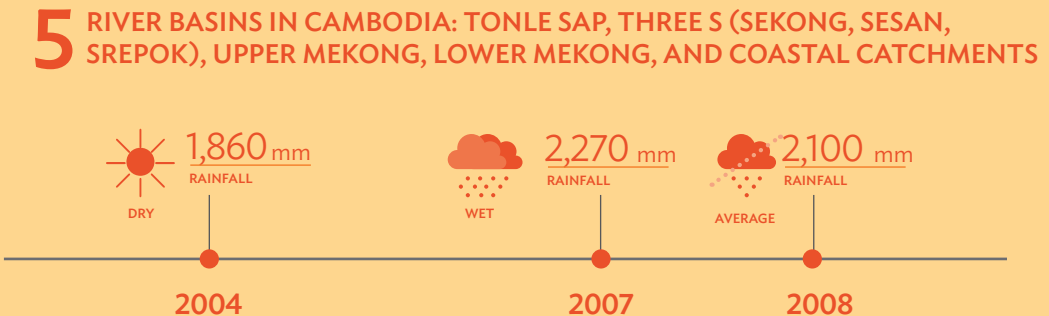 5 RIVER BASINS IN CAMBODIA: TONLE SAP, THREE S (SEKONG, SESAN,
SREPOK), UPPER MEKONG, LOWER MEKONG, AND COASTAL CATCHMENTS
1,860 mm
RAINFALL
DRY
2,270 mm
RAINFALL
WET
2,100 mm
RAINFALL
AVERAGE
2004
2007
2008